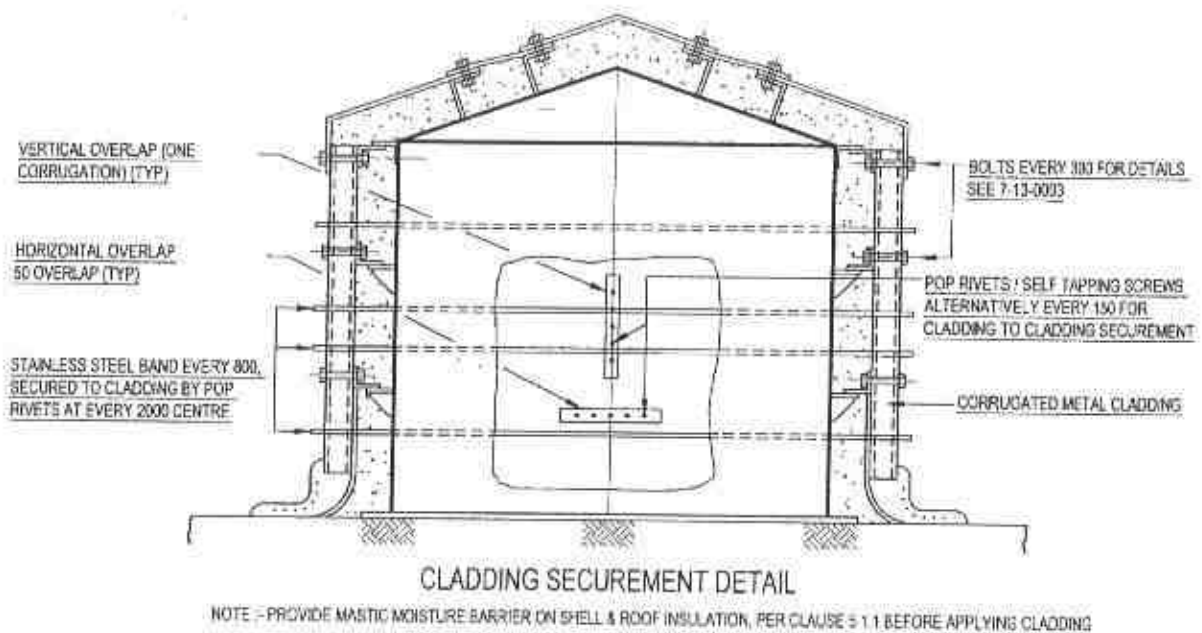 VERTICAL OVERLAP (ONE
CORRUGATION) (TYP)
HORIZONTAL OVERLAP
50 OVERLAP (TYP)
STAINLESS STEEL BAND EVERY 800,
SECURED TO CLADDING BY POP
RIVETS AT EVERY 2000 CENTRE
BOLTS EVERY 300 FOR DETAILS
SEE 7-13-0003
POP RIVETS / SELF TAPPING SCREWS
ALTERNATIVELY EVERY 150 FOR
CLADDING TO CLADDING SECUREMENT
CORRUGATED METAL CLADDING
CLADDING SECUREMENT DETAIL
NOTE :- PROVIDE MASTIC MOISTURE BARRIER ON SHELL & ROOF INSULATION, PER CLAUSE 5 1 1 BEFORE APPLYING CLADDING